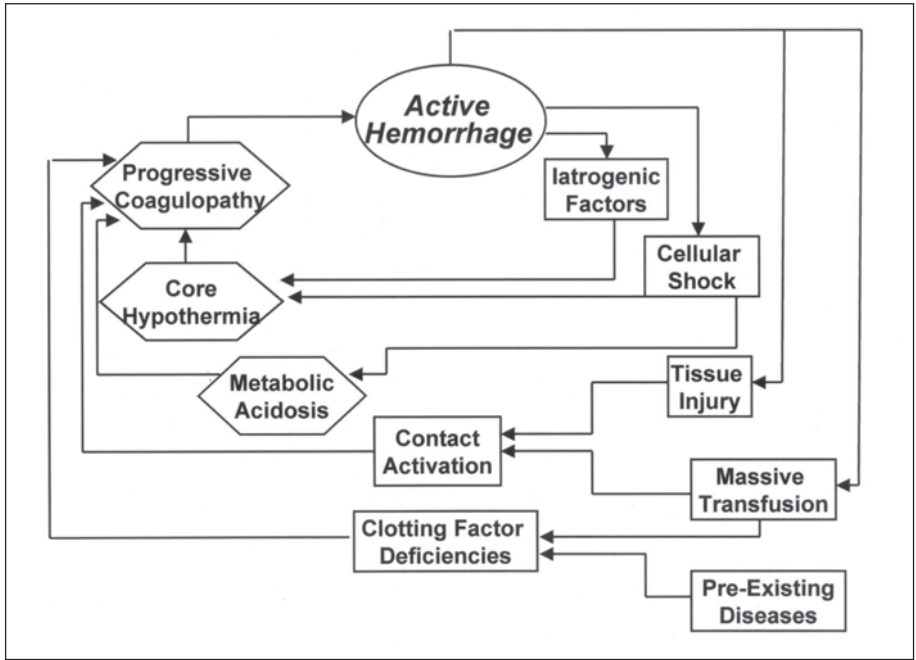 Active
Hemorrhage
Progressive
Coagulopathy
Iatrogenic
Factors
Cellular
Shock
Core
Hypothermia
Metabolic
Acidosis
Tissue
Injury
Contact
Activation
Massive
Transfusion
Clotting Factor
Deficiencies
Pre-Existing
Diseases